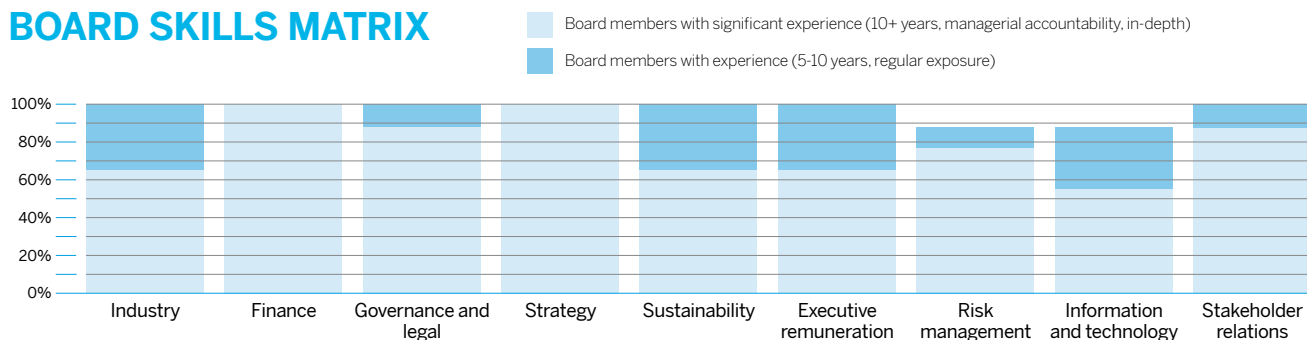 BOARD SKILLS MATRIX
Board members with significant experience (10+ years, managerial accountability, in-depth)
Board members with experience (5-10 years, regular exposure)
100%
80%
60%
40%
20%
0%
Industry
Finance
Governance and
legal
Strategy
Sustainability
Executive
remuneration
Risk
management
Information
and technology
Stakeholder
relations